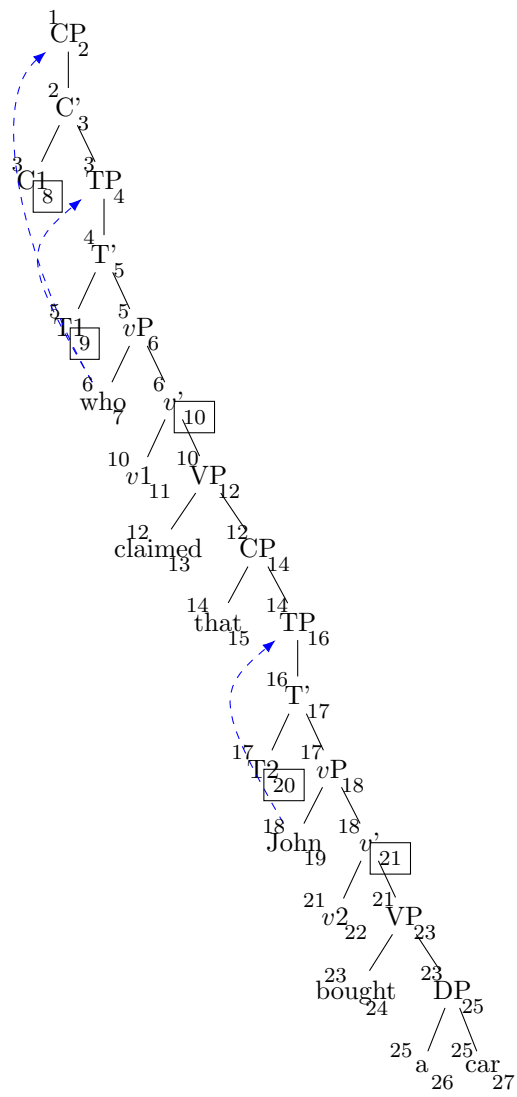 1 CP 2
2 C' 3
3 C1 8 3 TP 4
4 T' 5
5 T1 9 5 vP 6
6 who 7 6 v' 10
10 v1 11 10 VP 12
12 claimed 13 12 CP 14
14 that 15 14 TP 16
16 T' 17
17 T2 20 17 vP 18
18 John 19 18 v' 21
21 v2 22 21 VP 23
23 bought 24 23 DP 25
25 a 26 25 car 27